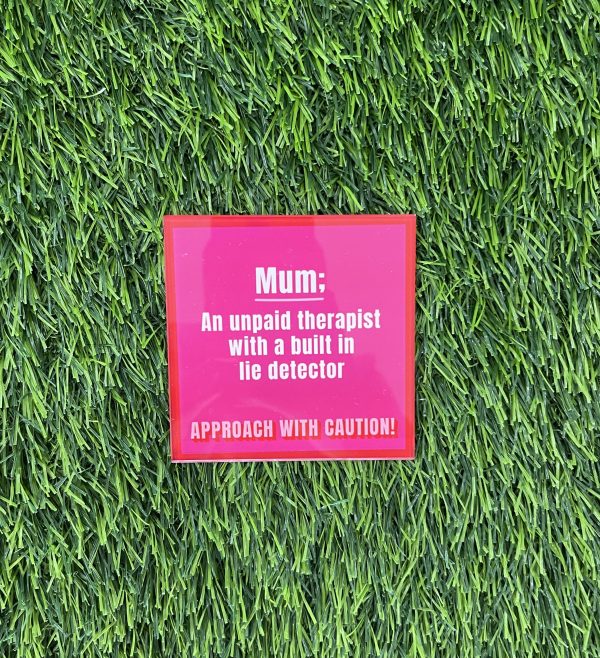 Mum;
An unpaid therapist
with a built in
lie detector
APPROACH WITH CAUTION!